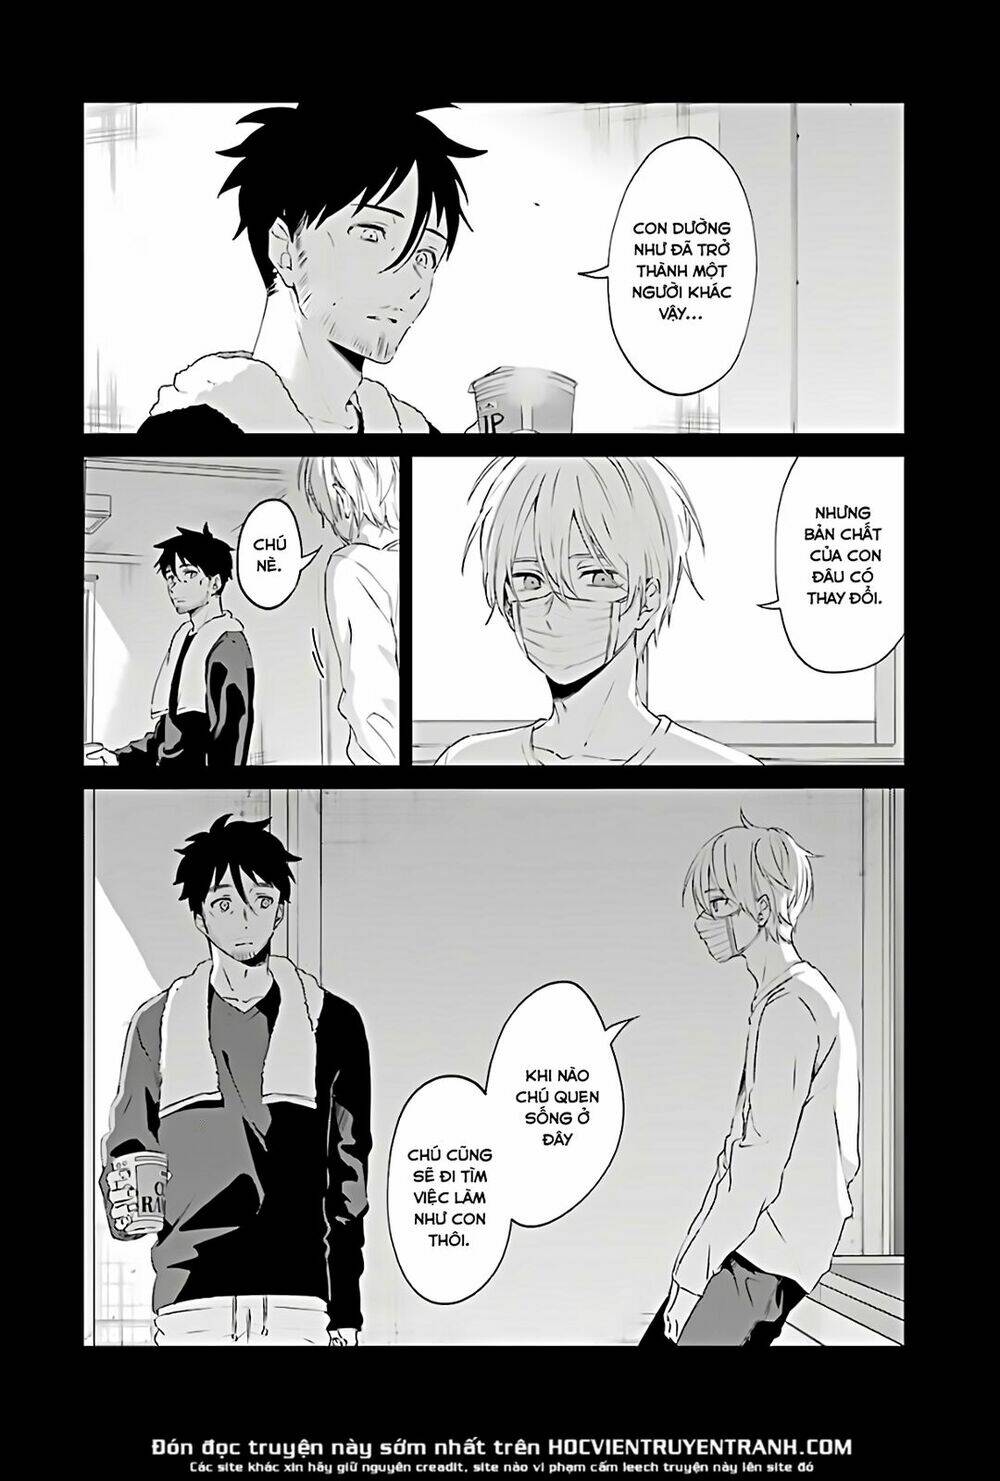 CON DƯỜNG
NHƯ ĐÃ TRỞ
THÀNH MỘT
NGƯỜI KHÁC
VẬY...
IP
NHƯNG
BẢN CHẤT
CỦA CON
ĐÂU CÓ
THAY ĐỔI.
CHÚ
NÈ.
KHI NÀO
CHÚ QUEN
SỐNG Ở
ĐÂY
CHÚ CŨNG
SẼ ĐI TÌM
VIỆC LÀM
NHƯ CON
THÔI.
Đón đọc truyện này sớm nhất trên HOCVIENTRUYENTRANH.COM
Các site khác xin hãy giữ nguyên creadit, site nào vi phạm cấm leech truyện này lên site đó